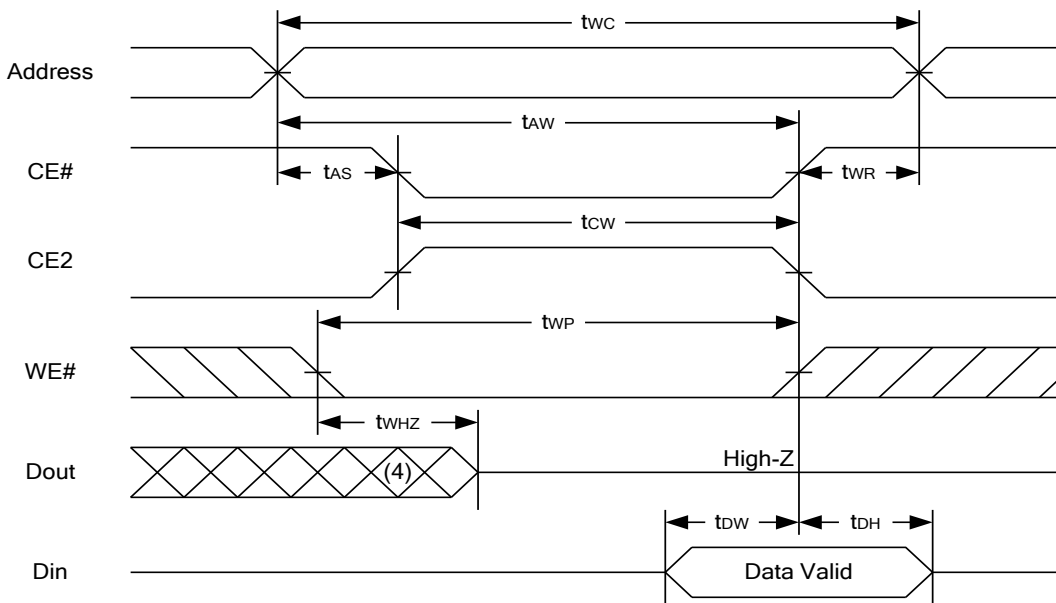 tWC
Address
tAW
CE#
tAS
tWR
tCW
CE2
tWP
WE#
tWHZ
Dout
(4)
High-Z
tDW
tDH
Din
Data Valid